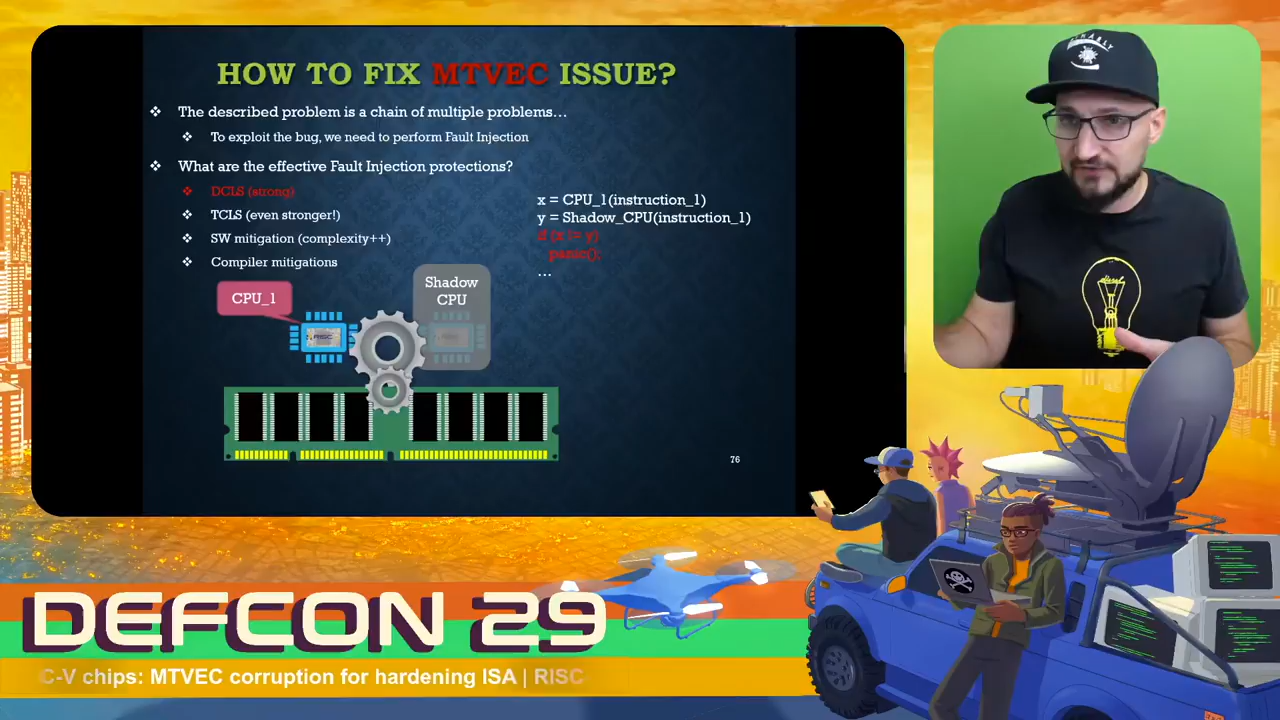 HOW TO FIX MTVEC ISSUE?
The described problem is a chain of multiple problems…
To exploit the bug, we need to perform Fault Injection
What are the effective Fault Injection protections?
DCLS (strong)
TCLS (even stronger!)
SW mitigation (complexity++)
Compiler mitigations
x = CPU_1(instruction_1)
y = Shadow_CPU(instruction_1)
if (x != y)
panic();
…
CPU_1
Shadow
CPU
RISC
76
DEFCON 29
C-V chips: MTVEC corruption for hardening ISA | RISC